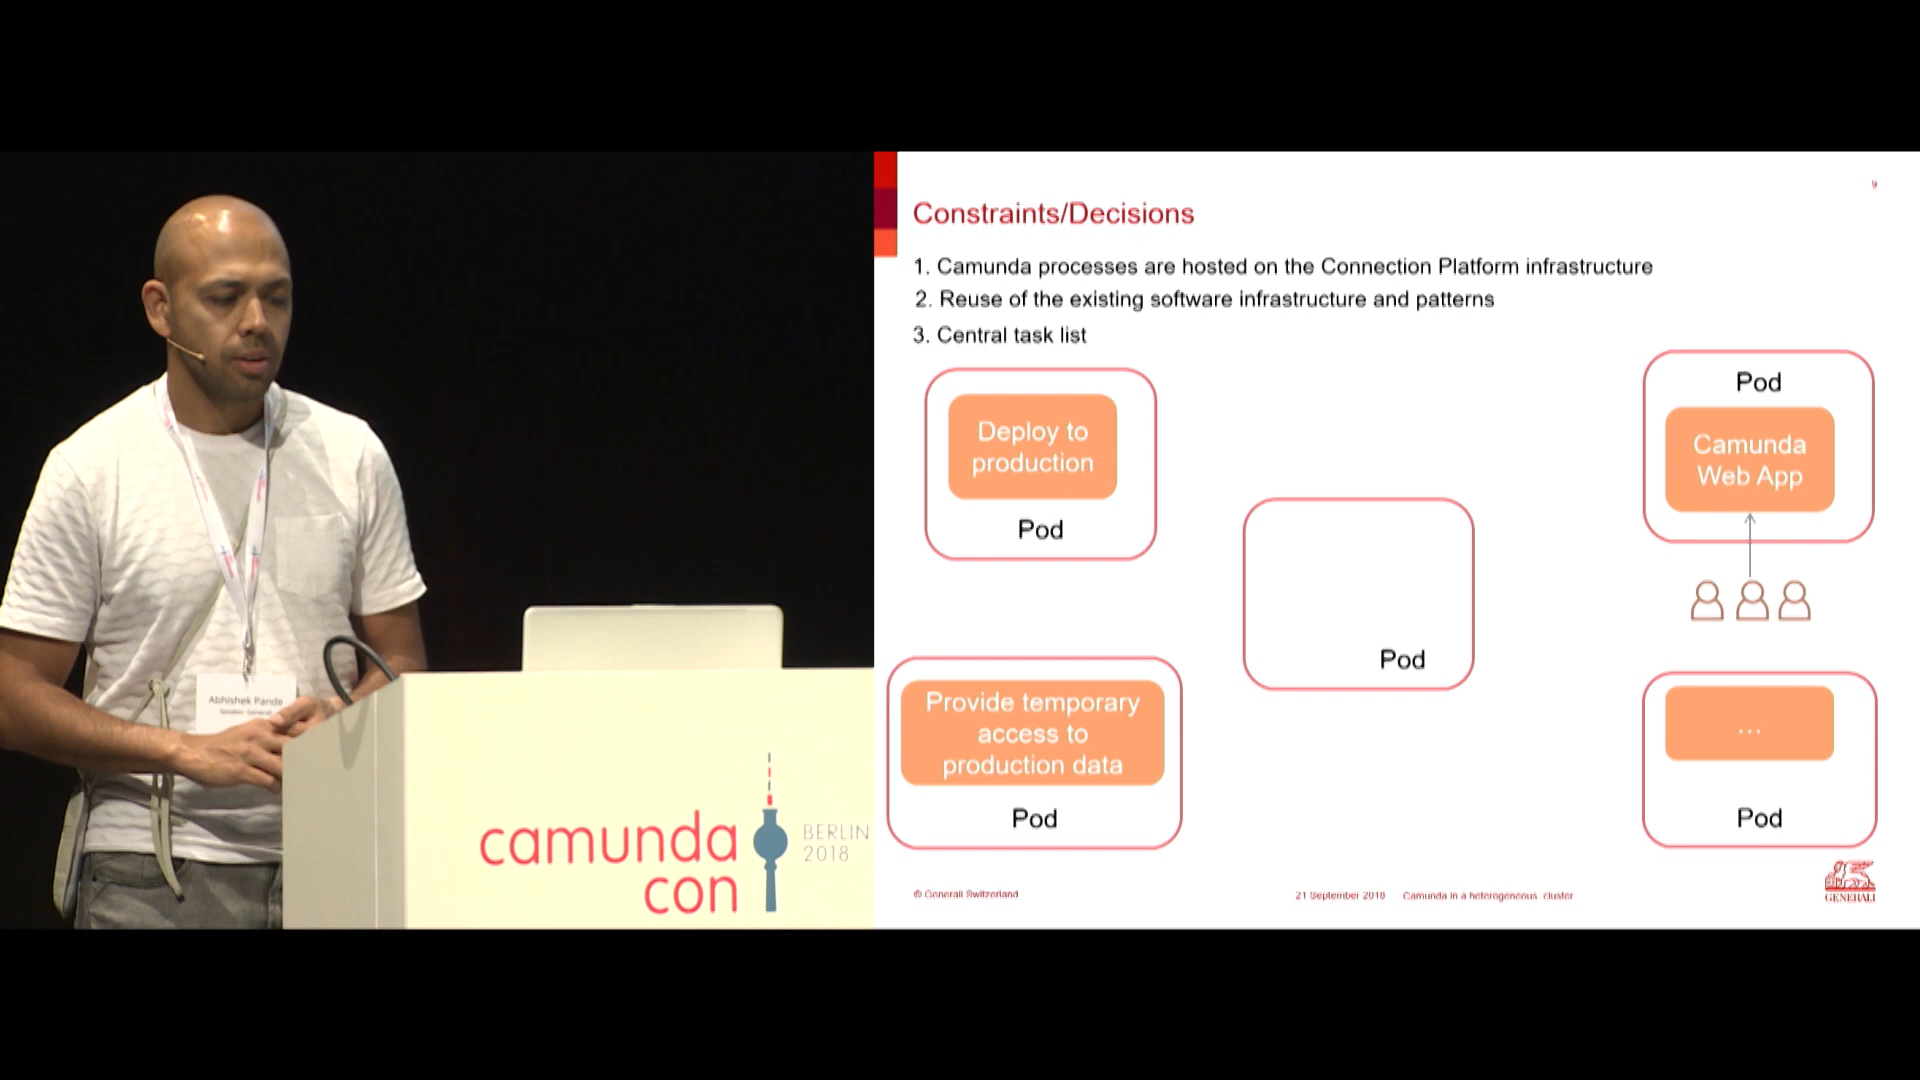 9
Constraints/Decisions
1. Camunda processes are hosted on the Connection Platform infrastructure
2. Reuse of the existing software infrastructure and patterns
3. Central task list
Deploy to
production
Pod
Pod
Camunda
Web App
Pod
Provide temporary
access to
production data
Pod
...
Pod
© Generali Switzerland
21 September 2018
Camunda in a heterogeneous cluster
GENERALI
Abhishek Pande
Speaker, Generali
camunda
con
BERLIN
2018